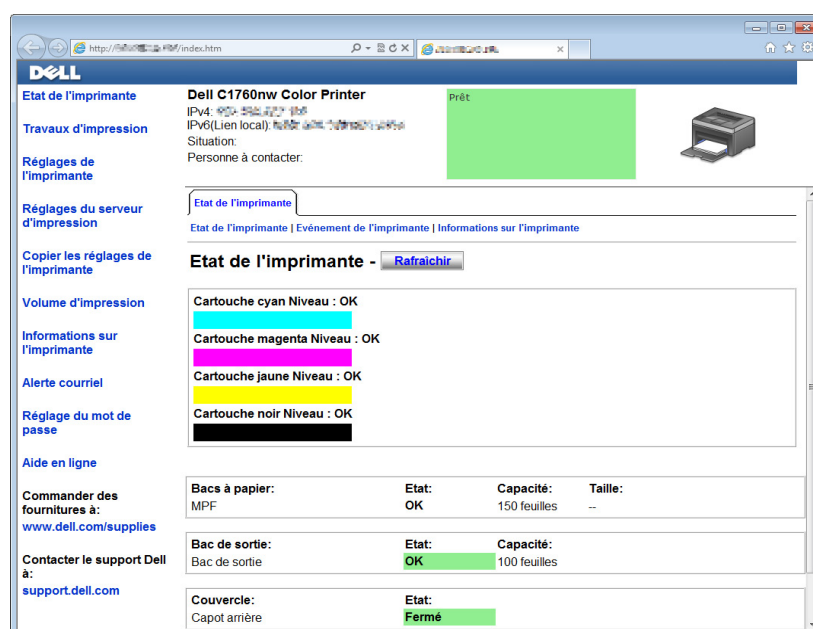 http://
/index.htm
DELL
Etat de l'imprimante
Travaux d'impression
Réglages de
l'imprimante
Réglages du serveur
d'impression
Copier les réglages de
l'imprimante
Volume d'impression
Informations sur
l'imprimante
Alerte courriel
Réglage du mot de
passe
Aide en ligne
Commander des
fournitures à:
www.dell.com/supplies
Contacter le support Dell
à:
support.dell.com
Dell C1760nw Color Printer
IPv4:
IPv6(Lien local):
Situation:
Personne à contacter:
Prêt
Etat de l'imprimante
Etat de l'imprimante | Evénement de l'imprimante | Informations sur l'imprimante
Etat de l'imprimante - Rafraîchir
Cartouche cyan Niveau : OK
Cartouche magenta Niveau : OK
Cartouche jaune Niveau : OK
Cartouche noir Niveau : OK
Bacs à papier: Etat: Capacité: Taille:
MPF OK 150 feuilles --
Bac de sortie: Etat: Capacité:
Bac de sortie OK 100 feuilles
Couvercle: Etat:
Capot arrière Fermé